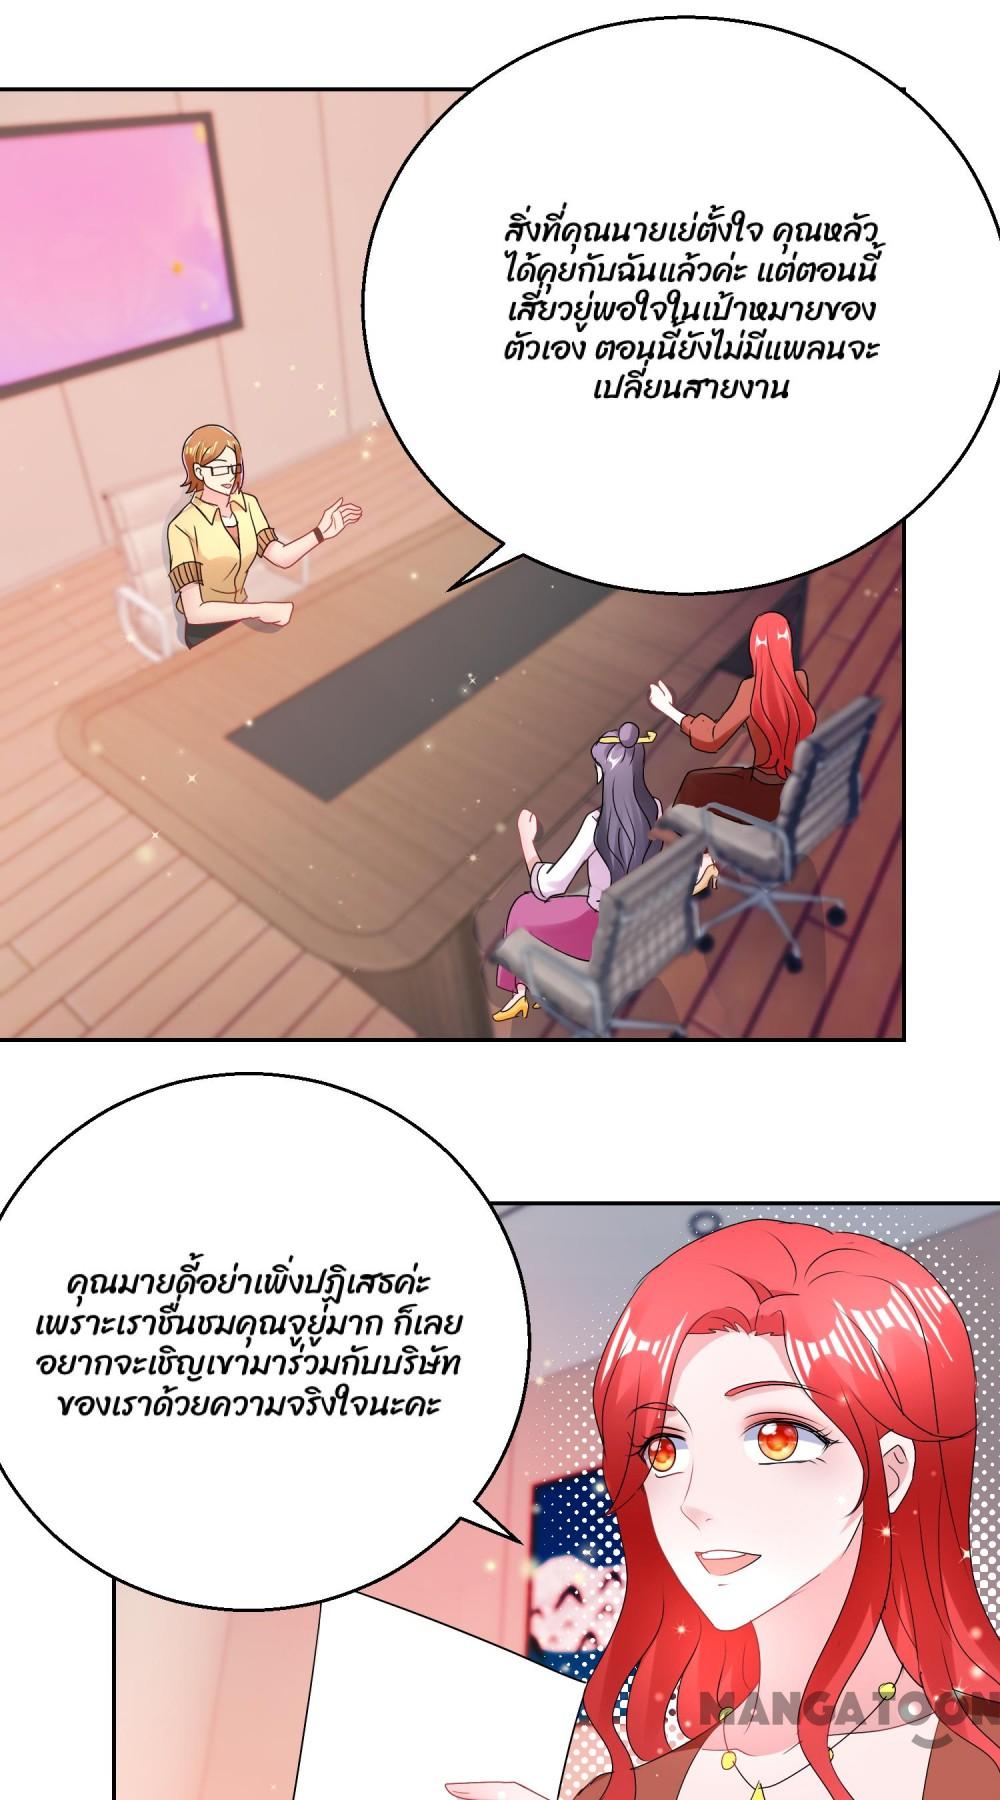 สิ่งที่คุณนายเย่ตั้งใจ คุณหลัว
ได้คุยกับฉันแล้วค่ะ แต่ตอนนี้
เสี่ยวยู่พอใจในเป้าหมายของ
ตัวเอง ตอนนี้ยังไม่มีแพลนจะ
เปลี่ยนสายงาน
คุณมายดี้อย่าเพิ่งปฏิเสธค่ะ
เพราะเราชื่นชมคุณจูยู่มาก ก็เลย
อยากจะเชิญเขามาร่วมกับบริษัท
ของเราด้วยความจริงใจนะคะ
MANGATOON